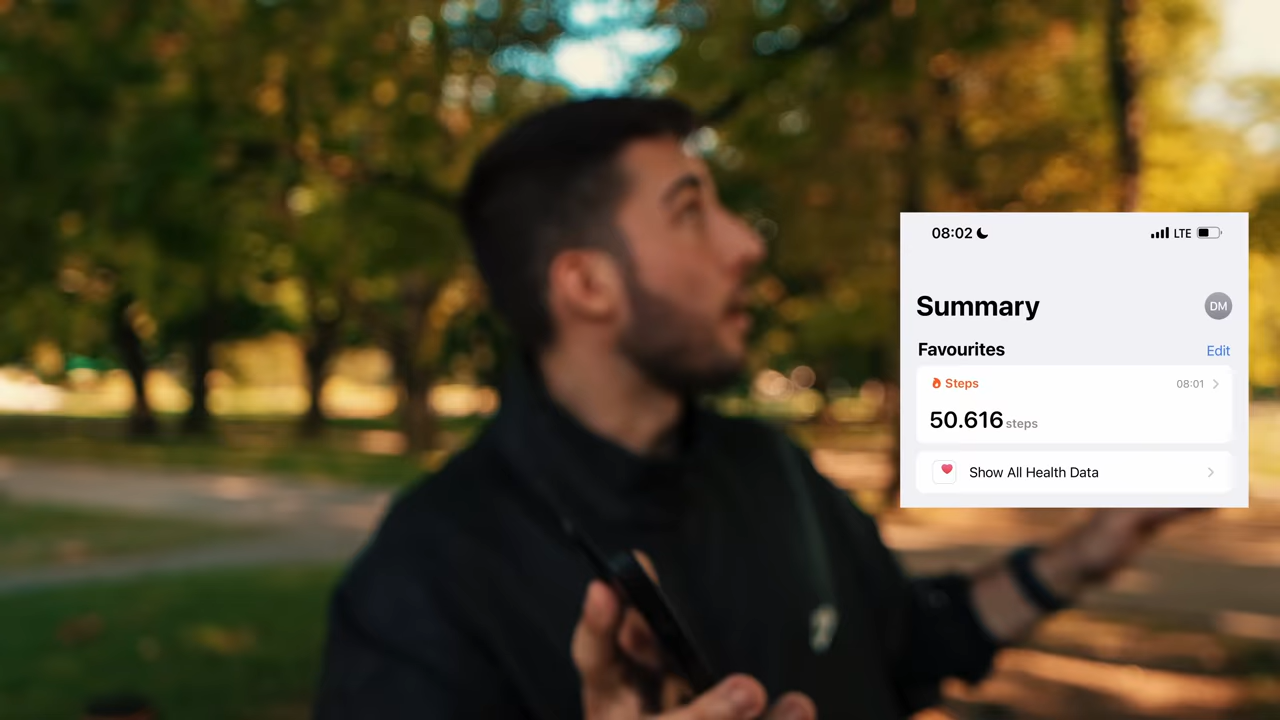 08:02 LTE
Summary DM
Favourites Edit
Steps 08:01
50.616 steps
Show All Health Data